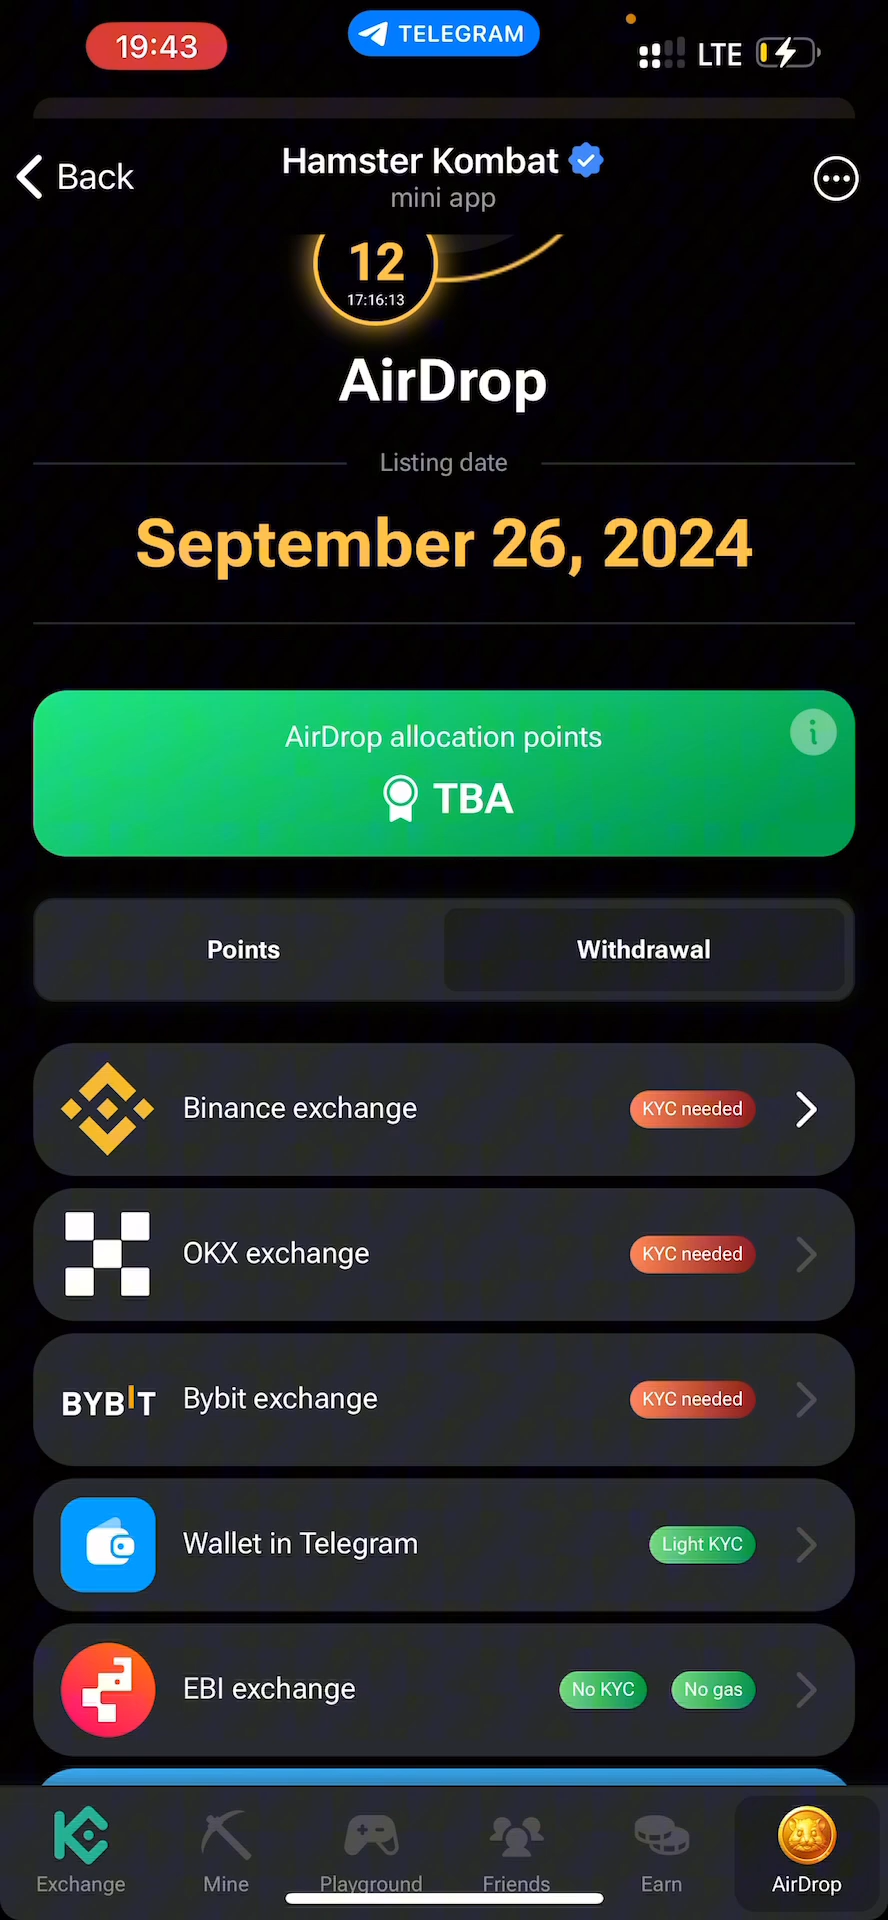 19:43
TELEGRAM
LTE
Back
Hamster Kombat
mini app
12
17:16:13
AirDrop
Listing date
September 26, 2024
AirDrop allocation points
TBA
Points
Withdrawal
Binance exchange
KYC needed
OKX exchange
KYC needed
BYBIT
Bybit exchange
KYC needed
Wallet in Telegram
Light KYC
EBI exchange
No KYC
No gas
Exchange
Mine
Playground
Friends
Earn
AirDrop